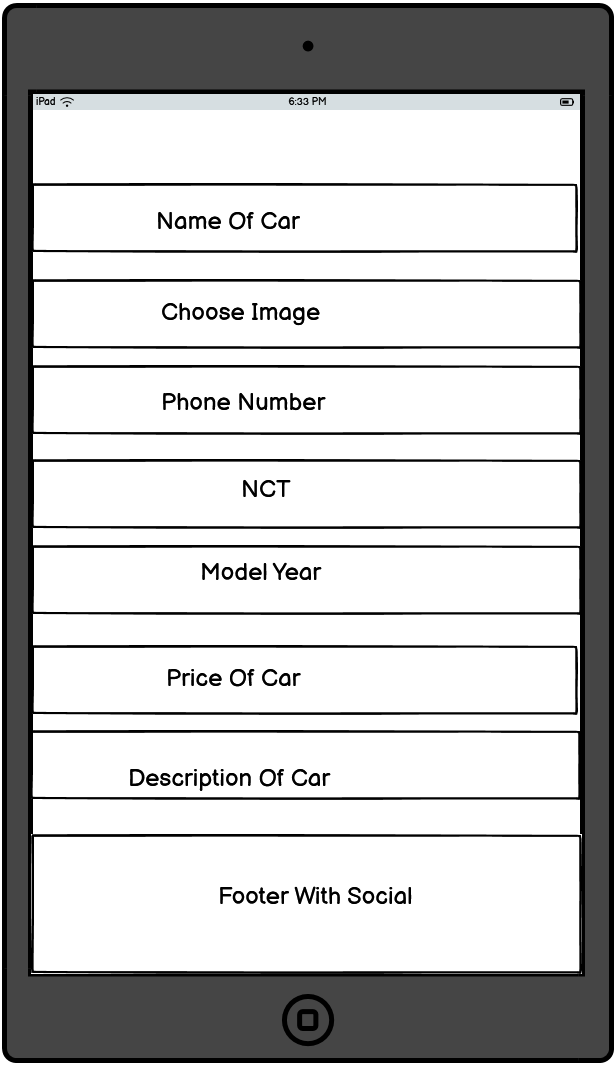 iPad 6:33 PM
Name Of Car
Choose Image
Phone Number
NCT
Model Year
Price Of Car
Description Of Car
Footer With Social